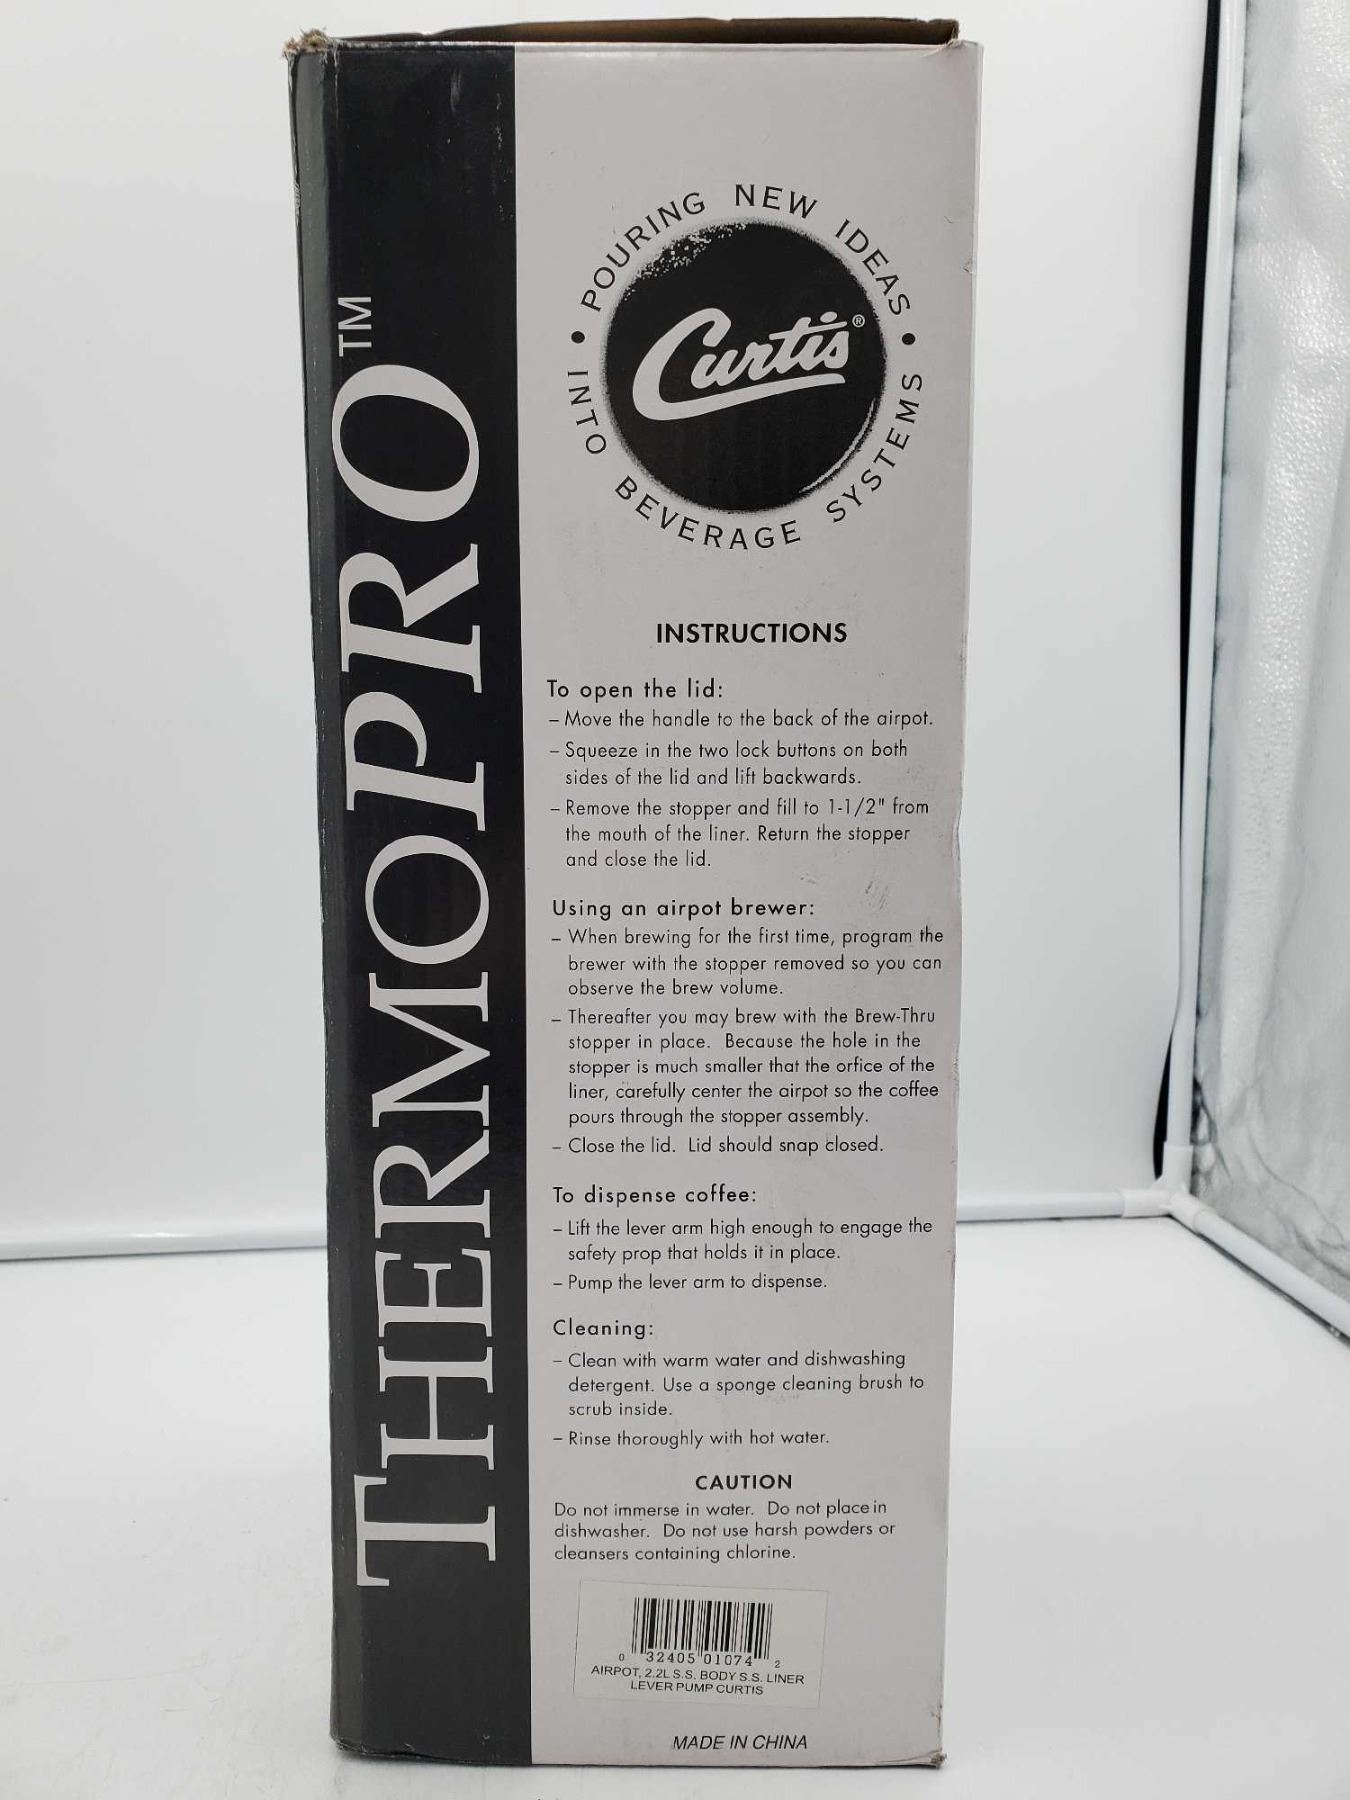 THERMOPRO™
POURING NEW IDEAS
• INTO BEVERAGE SYSTEMS •
Curtis®
INSTRUCTIONS
To open the lid:
– Move the handle to the back of the airpot.
– Squeeze in the two lock buttons on both
sides of the lid and lift backwards.
– Remove the stopper and fill to 1-1/2" from
the mouth of the liner. Return the stopper
and close the lid.
Using an airpot brewer:
– When brewing for the first time, program the
brewer with the stopper removed so you can
observe the brew volume.
– Thereafter you may brew with the Brew-Thru
stopper in place. Because the hole in the
stopper is much smaller that the orfice of the
liner, carefully center the airpot so the coffee
pours through the stopper assembly.
– Close the lid. Lid should snap closed.
To dispense coffee:
– Lift the lever arm high enough to engage the
safety prop that holds it in place.
– Pump the lever arm to dispense.
Cleaning:
– Clean with warm water and dishwashing
detergent. Use a sponge cleaning brush to
scrub inside.
– Rinse thoroughly with hot water.
CAUTION
Do not immerse in water. Do not place in
dishwasher. Do not use harsh powders or
cleansers containing chlorine.
0 32405 01074 2
AIRPOT, 2.2L S.S. BODY S.S. LINER
LEVER PUMP CURTIS
MADE IN CHINA